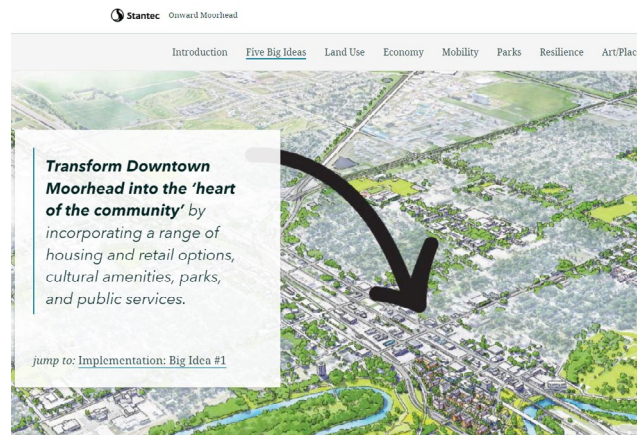 Stantec Onward Moorhead
Introduction Five Big Ideas Land Use Economy Mobility Parks Resilience Art/Plac
Transform Downtown
Moorhead into the ‘heart
of the community’ by
incorporating a range of
housing and retail options,
cultural amenities, parks,
and public services.
jump to: Implementation: Big Idea #1